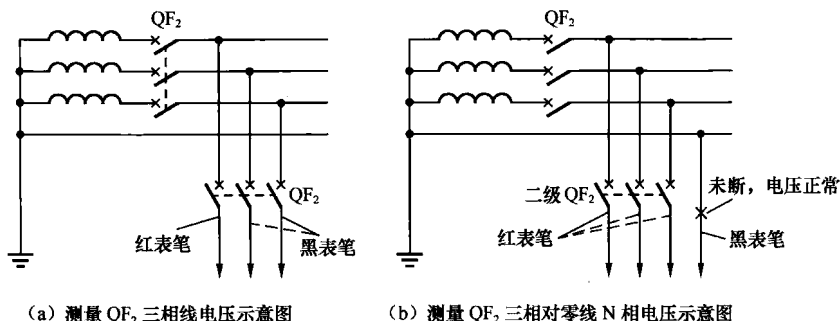 QF₂
QF₂
未断，电压正常
QF₂
二级 QF₂
红表笔
黑表笔
红表笔
黑表笔
（a）测量 QF₂ 三相线电压示意图
（b）测量 QF₂ 三相对零线 N 相电压示意图